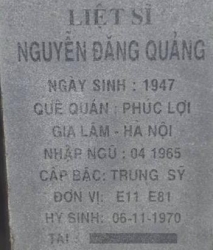 LIỆT SĨ
NGUYỄN ĐĂNG QUẢNG
NGÀY SINH : 1947
QUÊ QUÁN : PHÚC LỢI
GIA LÂM - HÀ NỘI
NHẬP NGŨ : 04 1965
CẤP BẬC: TRUNG SỸ
ĐƠN VỊ: E11 E81
HY SINH: 06-11-1970
TẠI :